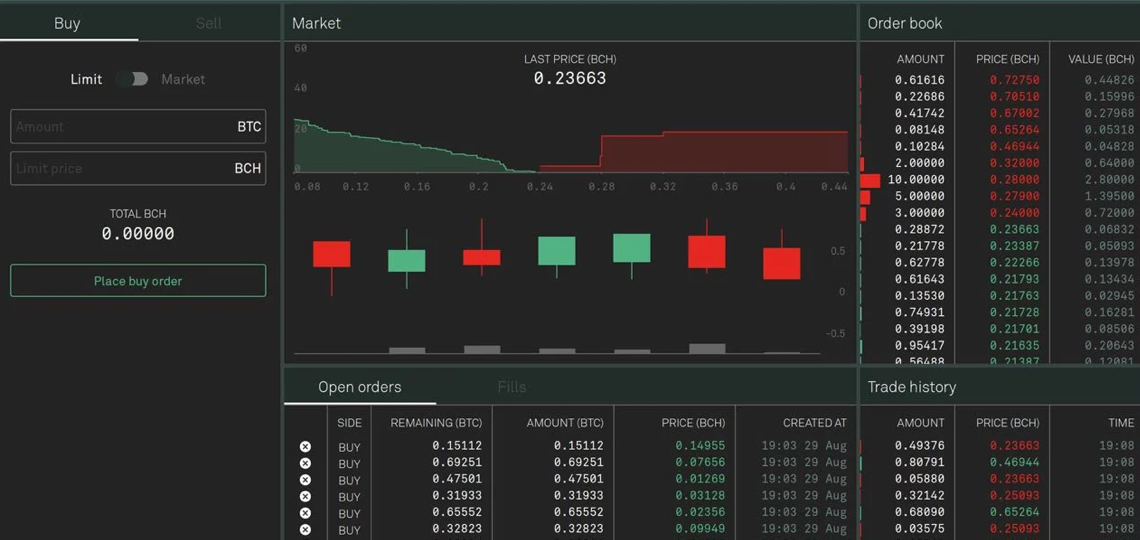 Buy Sell
Limit Market
Amount BTC
Limit price BCH
TOTAL BCH
0.00000
Place buy order
Market
60
40
20
0
LAST PRICE (BCH)
0.23663
0.08 0.12 0.16 0.2 0.24 0.28 0.32 0.36 0.4 0.44
0.5
0
-0.5
Order book
AMOUNT PRICE (BCH) VALUE (BCH)
0.61616 0.72750 0.44826
0.22686 0.70510 0.15996
0.41742 0.67002 0.27968
0.08148 0.65264 0.05318
0.10284 0.46944 0.04828
2.00000 0.32000 0.64000
10.00000 0.28000 2.80000
5.00000 0.27900 1.39500
3.00000 0.24000 0.72000
0.28872 0.23663 0.06832
0.21778 0.23387 0.05093
0.62778 0.22266 0.13978
0.61643 0.21793 0.13434
0.13530 0.21763 0.02945
0.74931 0.21728 0.16281
0.39198 0.21701 0.08506
0.95417 0.21635 0.20643
0.56488 0.21387 0.12081
Open orders Fills
SIDE REMAINING (BTC) AMOUNT (BTC) PRICE (BCH) CREATED AT
BUY 0.15112 0.15112 0.14955 19:03 29 Aug
BUY 0.69251 0.69251 0.07656 19:03 29 Aug
BUY 0.47501 0.47501 0.01269 19:03 29 Aug
BUY 0.31933 0.31933 0.03128 19:03 29 Aug
BUY 0.65552 0.65552 0.02356 19:03 29 Aug
BUY 0.32823 0.32823 0.09949 19:03 29 Aug
Trade history
AMOUNT PRICE (BCH) TIME
0.49376 0.23663 19:08
0.80791 0.46944 19:08
0.05880 0.23663 19:08
0.32142 0.25093 19:08
0.68090 0.65264 19:08
0.03575 0.25093 19:08